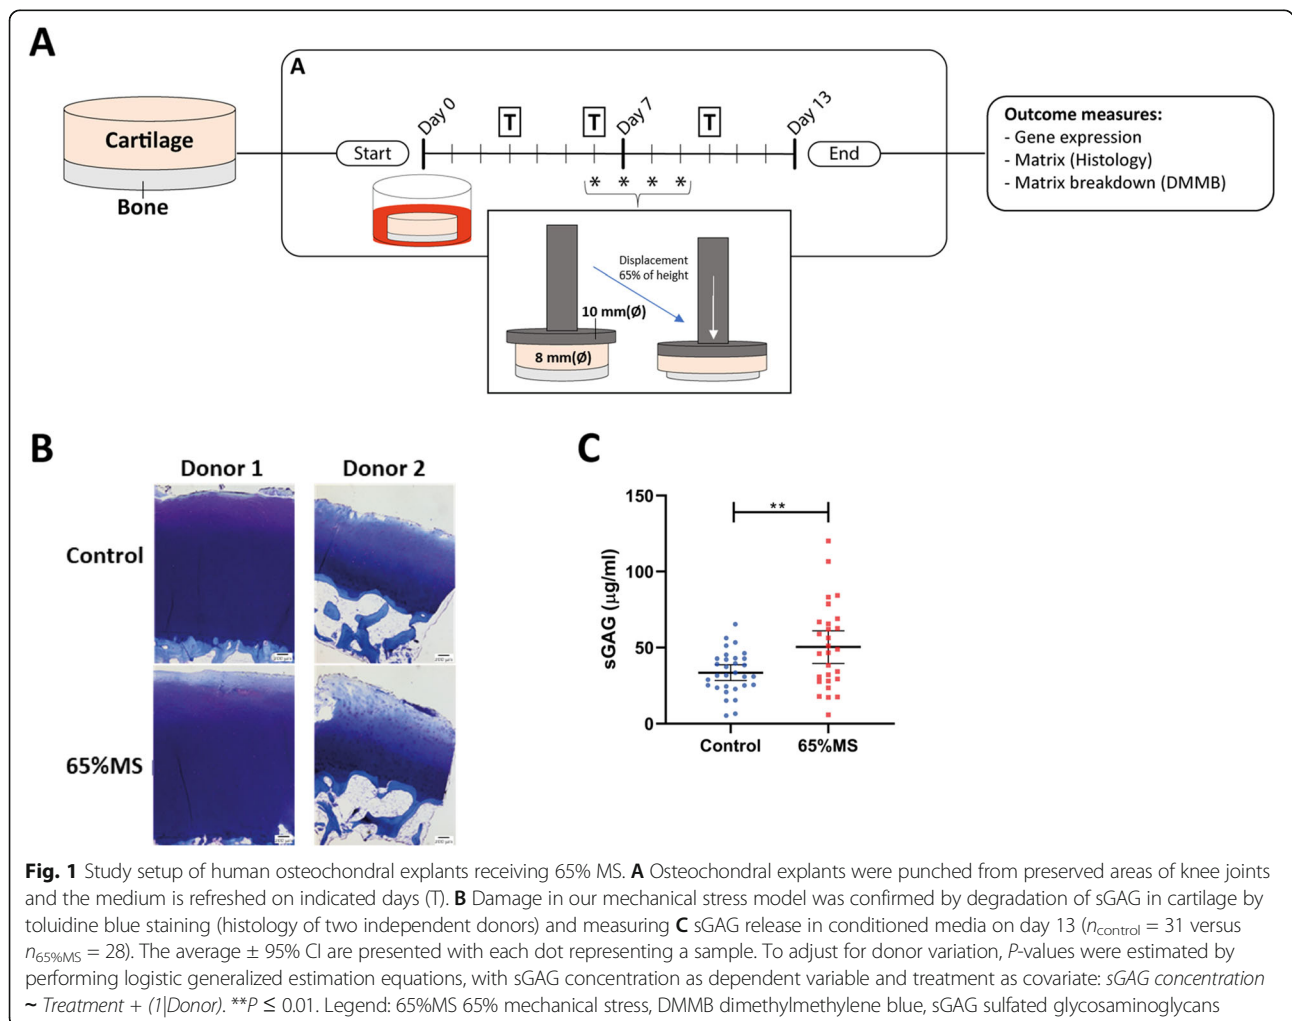 A
A
Cartilage
Bone
Start
Day 0
T
T
Day 7
T
Day 13
End
* * * *
Outcome measures:
- Gene expression
- Matrix (Histology)
- Matrix breakdown (DMMB)
Displacement
65% of height
10 mm(Ø)
8 mm(Ø)
B
Donor 1 Donor 2
Control
65%MS
C
**
sGAG (µg/ml)
150
100
50
0
Control 65%MS
Fig. 1 Study setup of human osteochondral explants receiving 65% MS. A Osteochondral explants were punched from preserved areas of knee joints
and the medium is refreshed on indicated days (T). B Damage in our mechanical stress model was confirmed by degradation of sGAG in cartilage by
toluidine blue staining (histology of two independent donors) and measuring C sGAG release in conditioned media on day 13 (ncontrol = 31 versus
n65%MS = 28). The average ± 95% CI are presented with each dot representing a sample. To adjust for donor variation, P-values were estimated by
performing logistic generalized estimation equations, with sGAG concentration as dependent variable and treatment as covariate: sGAG concentration
~ Treatment + (1|Donor). **P ≤ 0.01. Legend: 65%MS 65% mechanical stress, DMMB dimethylmethylene blue, sGAG sulfated glycosaminoglycans